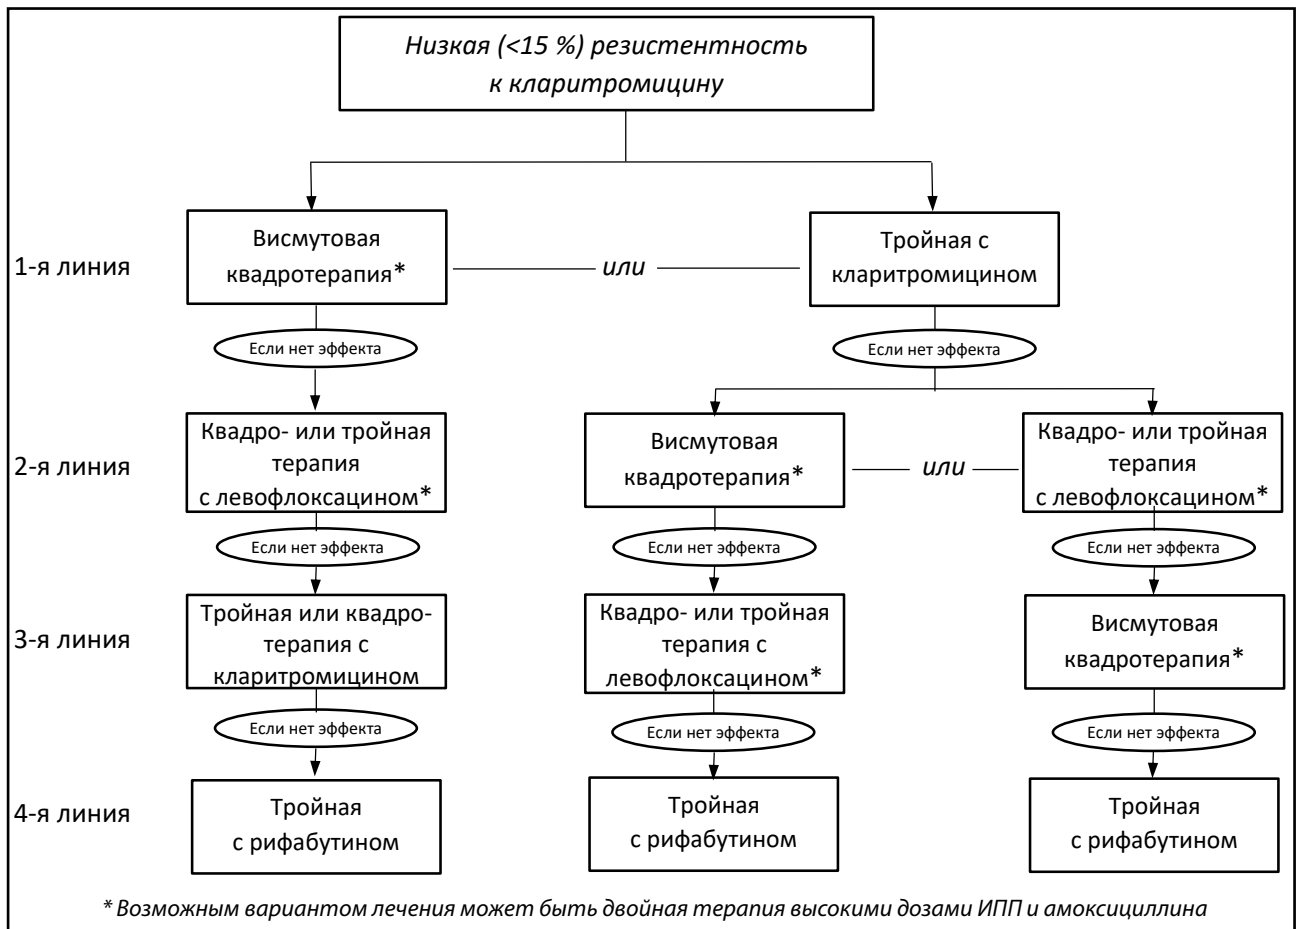 Низкая (<15 %) резистентность
к кларитромицину
1-я линия
Висмутовая
квадротерапия*
или
Тройная с
кларитромицином
Если нет эффекта
Если нет эффекта
2-я линия
Квадро- или тройная
терапия
с левофлоксацином*
Висмутовая
квадротерапия*
или
Квадро- или тройная
терапия
с левофлоксацином*
Если нет эффекта
Если нет эффекта
Если нет эффекта
3-я линия
Тройная или квадро-
терапия с
кларитромицином
Квадро- или тройная
терапия с
левофлоксацином*
Висмутовая
квадротерапия*
Если нет эффекта
Если нет эффекта
Если нет эффекта
4-я линия
Тройная
с рифабутином
Тройная
с рифабутином
Тройная
с рифабутином
* Возможным вариантом лечения может быть двойная терапия высокими дозами ИПП и амоксициллина